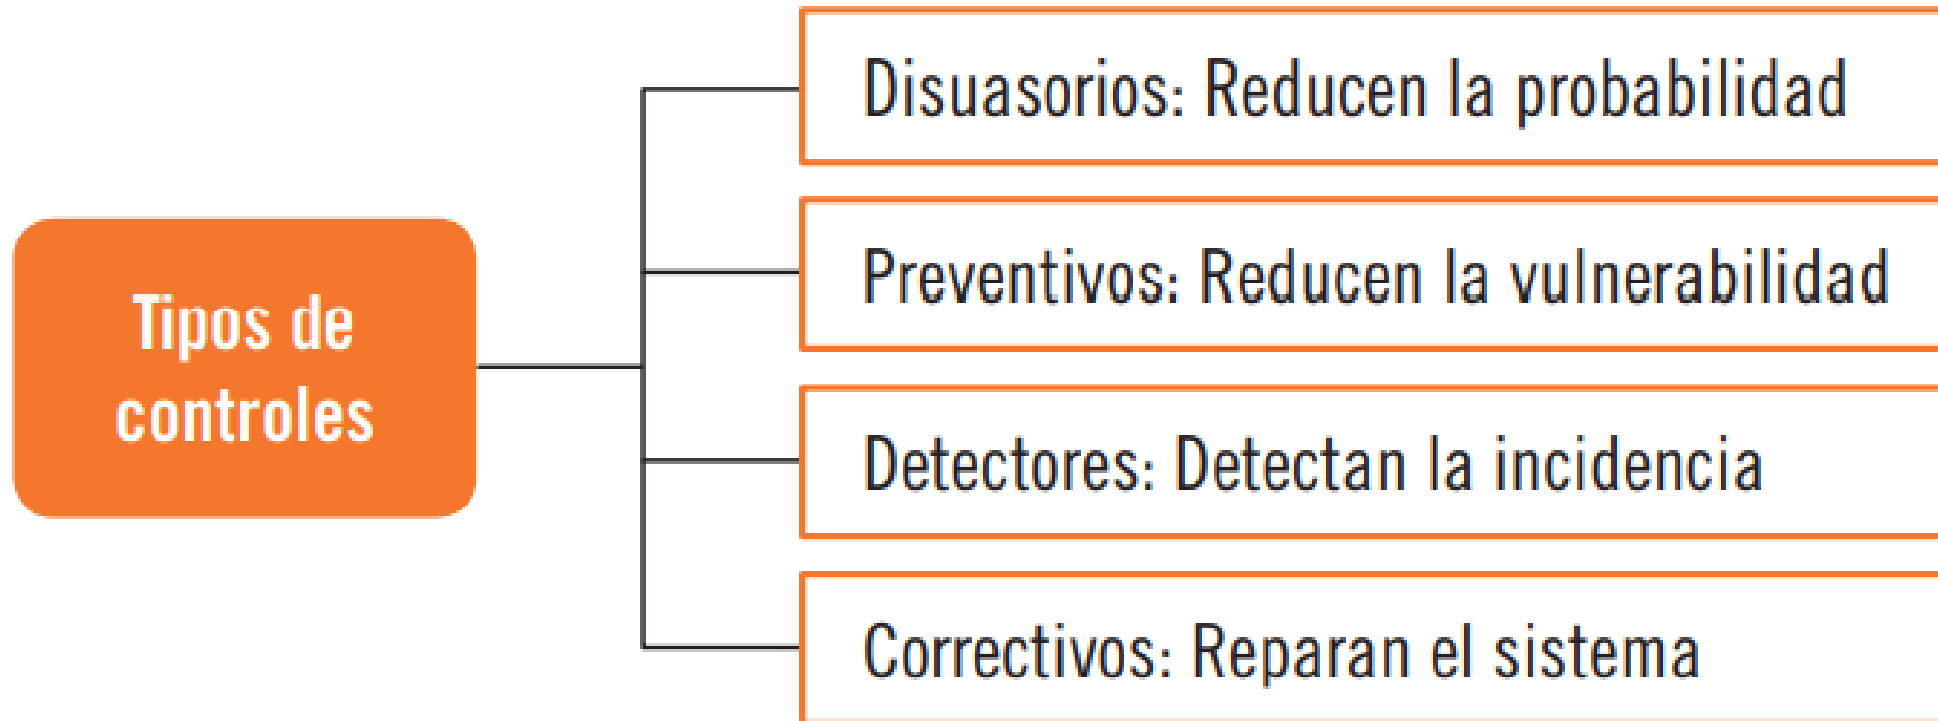 Tipos de
controles
Disuasorios: Reducen la probabilidad
Preventivos: Reducen la vulnerabilidad
Detectores: Detectan la incidencia
Correctivos: Reparan el sistema